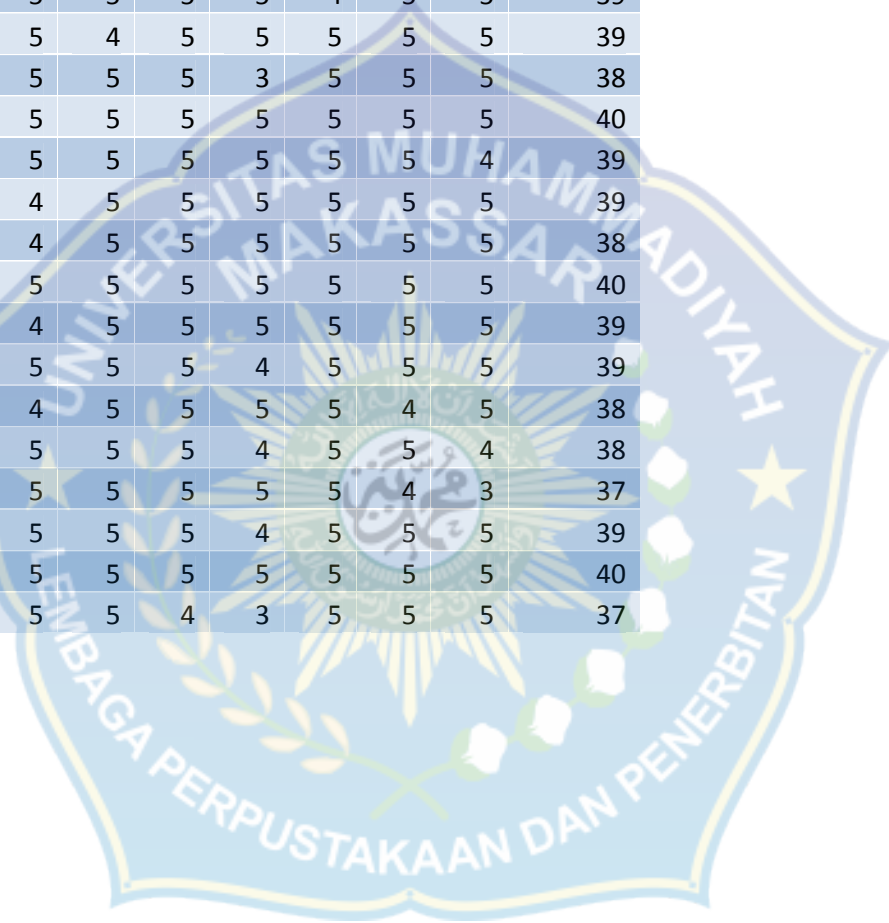 5 4 5 5 5 5 5 39
5 5 5 3 5 5 5 38
5 5 5 5 5 5 5 40
5 5 5 5 5 5 4 39
4 5 5 5 5 5 5 39
4 5 5 5 5 5 5 38
5 5 5 5 5 5 5 40
4 5 5 5 5 5 5 39
5 5 5 4 5 5 5 39
4 5 5 5 5 4 5 38
5 5 5 4 5 5 4 38
5 5 5 5 5 4 3 37
5 5 5 4 5 5 5 39
5 5 5 5 5 5 5 40
5 5 4 3 5 5 5 37
UNIVERSITAS MUHAMMADIYAH
MAKASSAR
LEMBAGA PERPUSTAKAAN DAN PENERBITAN